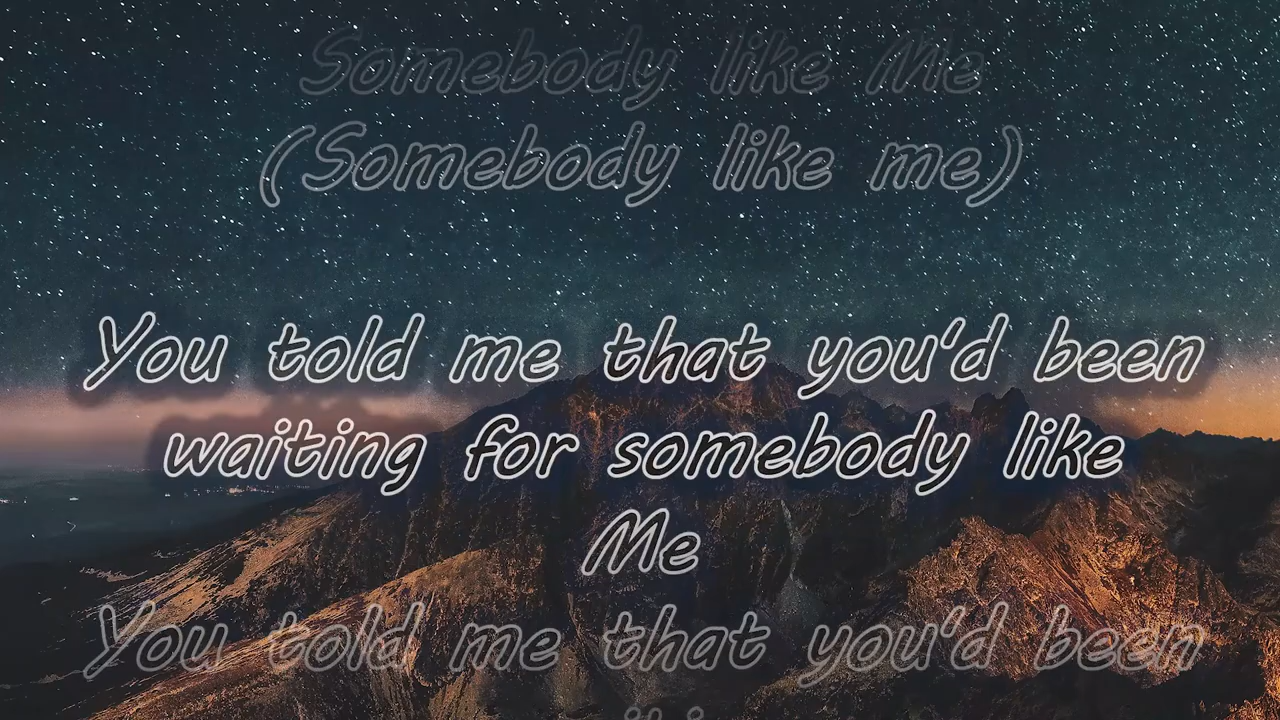 Somebody like Me
(Somebody like me)
You told me that you'd been
waiting for somebody like
Me
You told me that you'd been